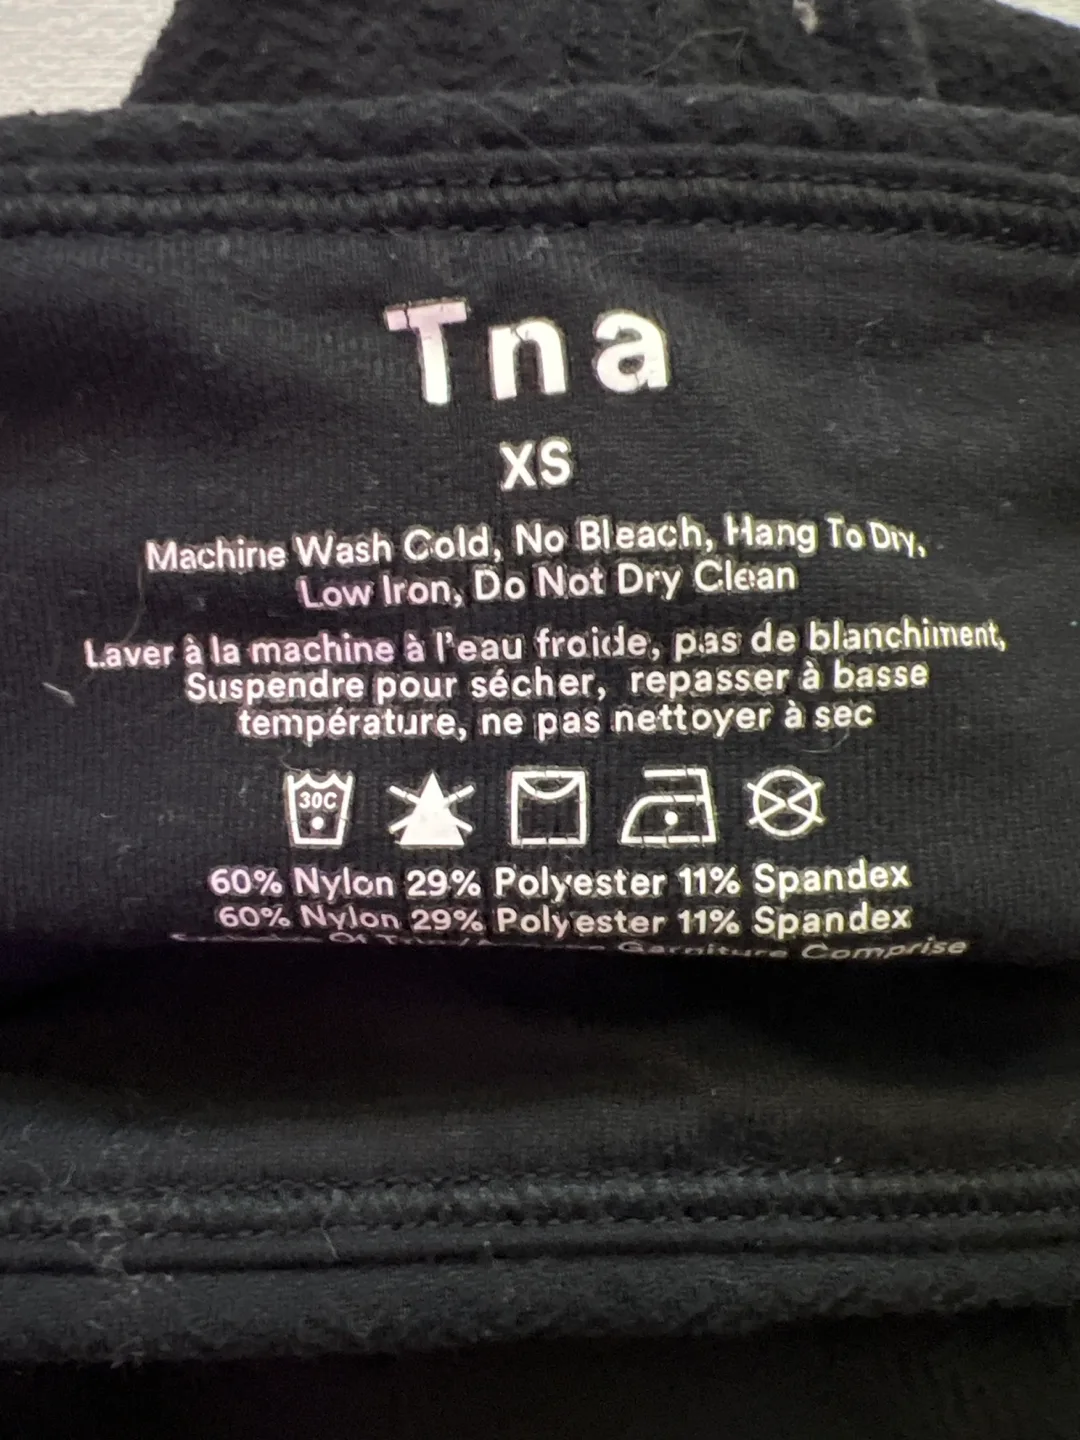 Tna
XS
Machine Wash Cold, No Bleach, Hang To Dry,
Low Iron, Do Not Dry Clean
Laver à la machine à l'eau froide, pas de blanchiment,
Suspendre pour sécher, repasser à basse
température, ne pas nettoyer à sec
30C
60% Nylon 29% Polyester 11% Spandex
60% Nylon 29% Polyester 11% Spandex
Of Garniture Comprise